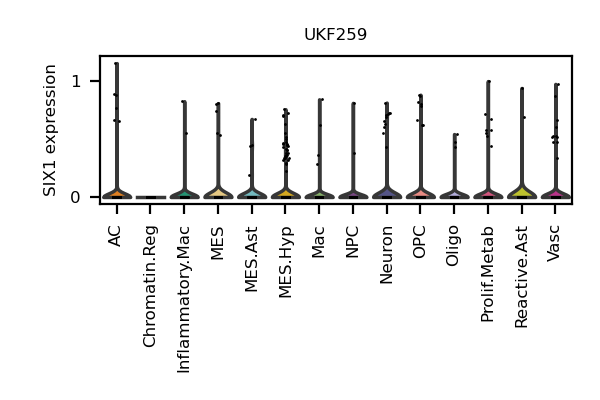 UKF259
SIX1 expression
1
0
AC
Chromatin.Reg
Inflammatory.Mac
MES
MES.Ast
MES.Hyp
Mac
NPC
Neuron
OPC
Oligo
Prolif.Metab
Reactive.Ast
Vasc